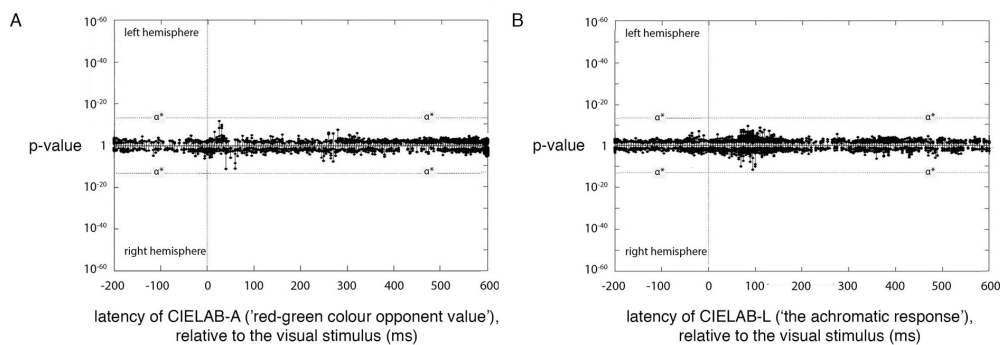 A
10-60
left hemisphere
10-40
10-20
α* α*
p-value 1
α* α*
10-20
10-40
right hemisphere
10-60
-200 -100 0 100 200 300 400 500 600
latency of CIELAB-A ('red-green colour opponent value'),
relative to the visual stimulus (ms)
B
10-60
left hemisphere
10-40
10-20
α* α*
p-value 1
α* α*
10-20
10-40
right hemisphere
10-60
-200 -100 0 100 200 300 400 500 600
latency of CIELAB-L ('the achromatic response'),
relative to the visual stimulus (ms)